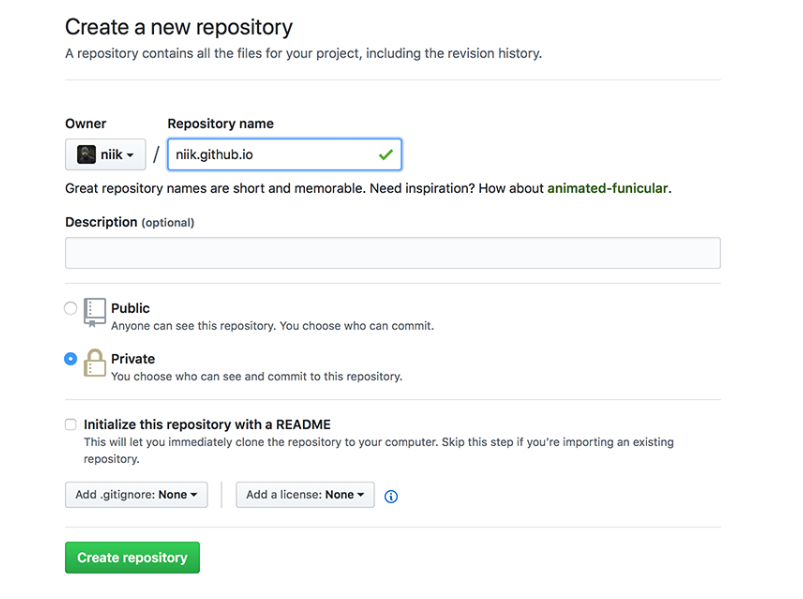 Create a new repository
A repository contains all the files for your project, including the revision history.
Owner Repository name
niik / niik.github.io
Great repository names are short and memorable. Need inspiration? How about animated-funicular.
Description (optional)
Public
Anyone can see this repository. You choose who can commit.
Private
You choose who can see and commit to this repository.
Initialize this repository with a README
This will let you immediately clone the repository to your computer. Skip this step if you're importing an existing
repository.
Add .gitignore: None Add a license: None
Create repository